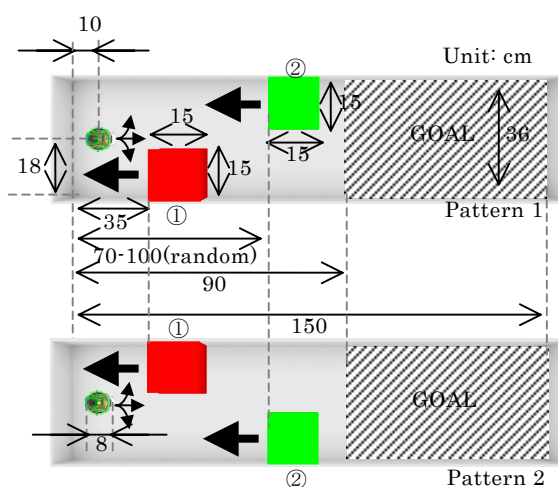 10
Unit: cm
②
15
15
15
15
GOAL
36
18
35
①
Pattern 1
70-100(random)
90
150
①
GOAL
8
②
Pattern 2